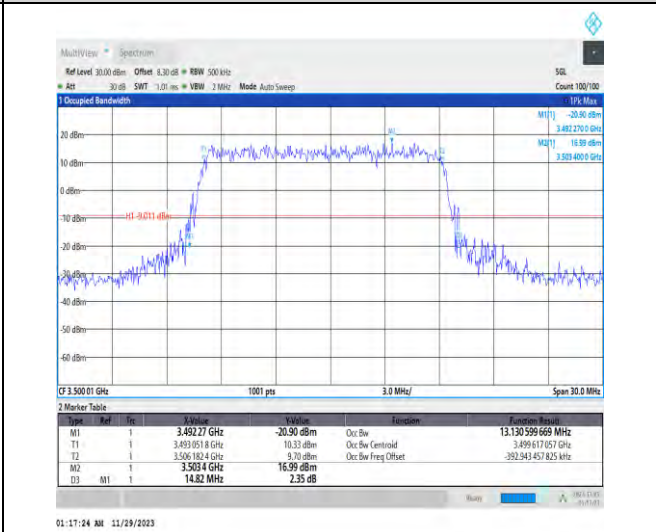 MultiView Spectrum
Ref Level 30.00 dBm Offset 8.30 dB RBW 500 kHz SGL
Att 30 dB SWT 1.01 ms VBW 2 MHz Mode Auto Sweep Count 100/100
1 Occupied Bandwidth 1Pk Max
M1[1] -20.90 dBm
3.492 270 0 GHz
M2[1] 16.99 dBm
3.503 400 0 GHz
20 dBm
10 dBm
0 dBm
-10 dBm
H1 -9.011 dBm
-20 dBm
-30 dBm
-40 dBm
-50 dBm
-60 dBm
CF 3.500 01 GHz 1001 pts 3.0 MHz/ Span 30.0 MHz
2 Marker Table
Type Ref Trc X-Value Y-Value Function Function Result
M1 1 3.492 27 GHz -20.90 dBm Occ Bw 13.130 599 669 MHz
T1 1 3.493 051 8 GHz 10.33 dBm Occ Bw Centroid 3.499 617 057 GHz
T2 1 3.506 182 4 GHz 9.70 dBm Occ Bw Freq Offset -392.943 457 825 kHz
M2 1 3.503 4 GHz 16.99 dBm
D3 M1 1 14.82 MHz 2.35 dB
01:17:24 AM 11/29/2023